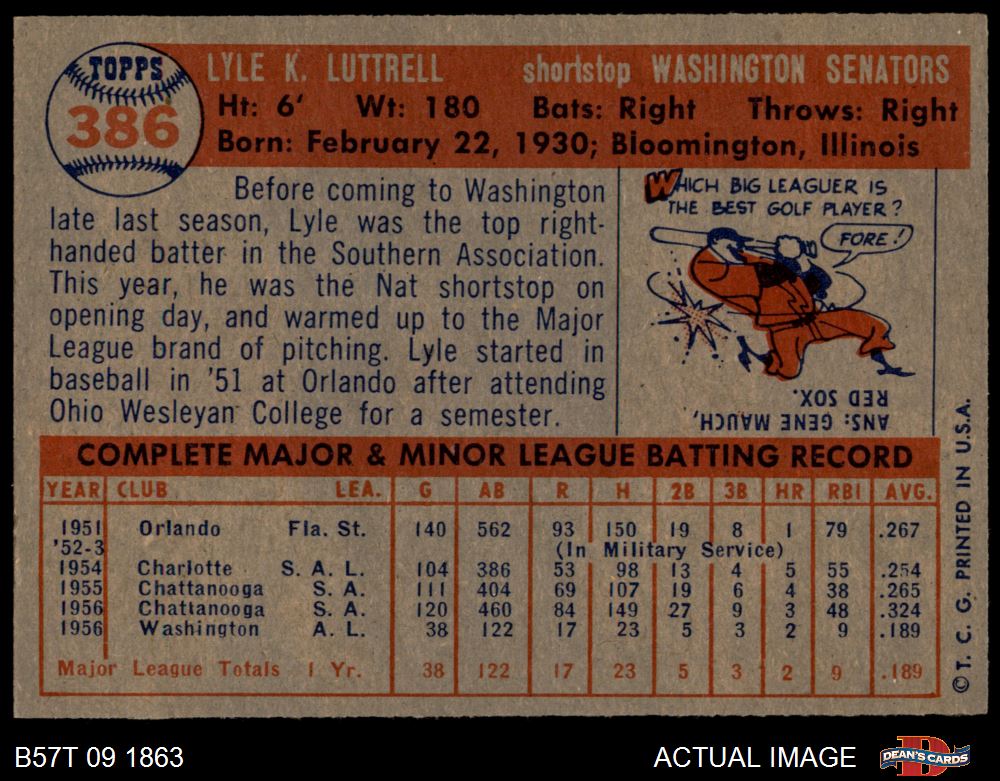 TOPPS
386
LYLE K. LUTTRELL shortstop WASHINGTON SENATORS
Ht: 6' Wt: 180 Bats: Right Throws: Right
Born: February 22, 1930; Bloomington, Illinois
Before coming to Washington
late last season, Lyle was the top right-
handed batter in the Southern Association.
This year, he was the Nat shortstop on
opening day, and warmed up to the Major
League brand of pitching. Lyle started in
baseball in '51 at Orlando after attending
Ohio Wesleyan College for a semester.
WHICH BIG LEAGUER IS
THE BEST GOLF PLAYER?
FORE!
ANS: GENE MAUCH,
RED SOX.
COMPLETE MAJOR & MINOR LEAGUE BATTING RECORD
YEAR CLUB LEA. G AB R H 2B 3B HR RBI AVG.
1951 Orlando Fla. St. 140 562 93 150 19 8 1 79 .267
'52-3 (In Military Service)
1954 Charlotte S. A. L. 104 386 53 98 13 4 5 55 .254
1955 Chattanooga S. A. 111 404 69 107 19 6 4 38 .265
1956 Chattanooga S. A. 120 460 84 149 27 9 3 48 .324
1956 Washington A. L. 38 122 17 23 5 3 2 9 .189
Major League Totals 1 Yr. 38 122 17 23 5 3 2 9 .189
© T. C. G. PRINTED IN U.S.A.
B57T 09 1863 ACTUAL IMAGE DEAN'S CARDS